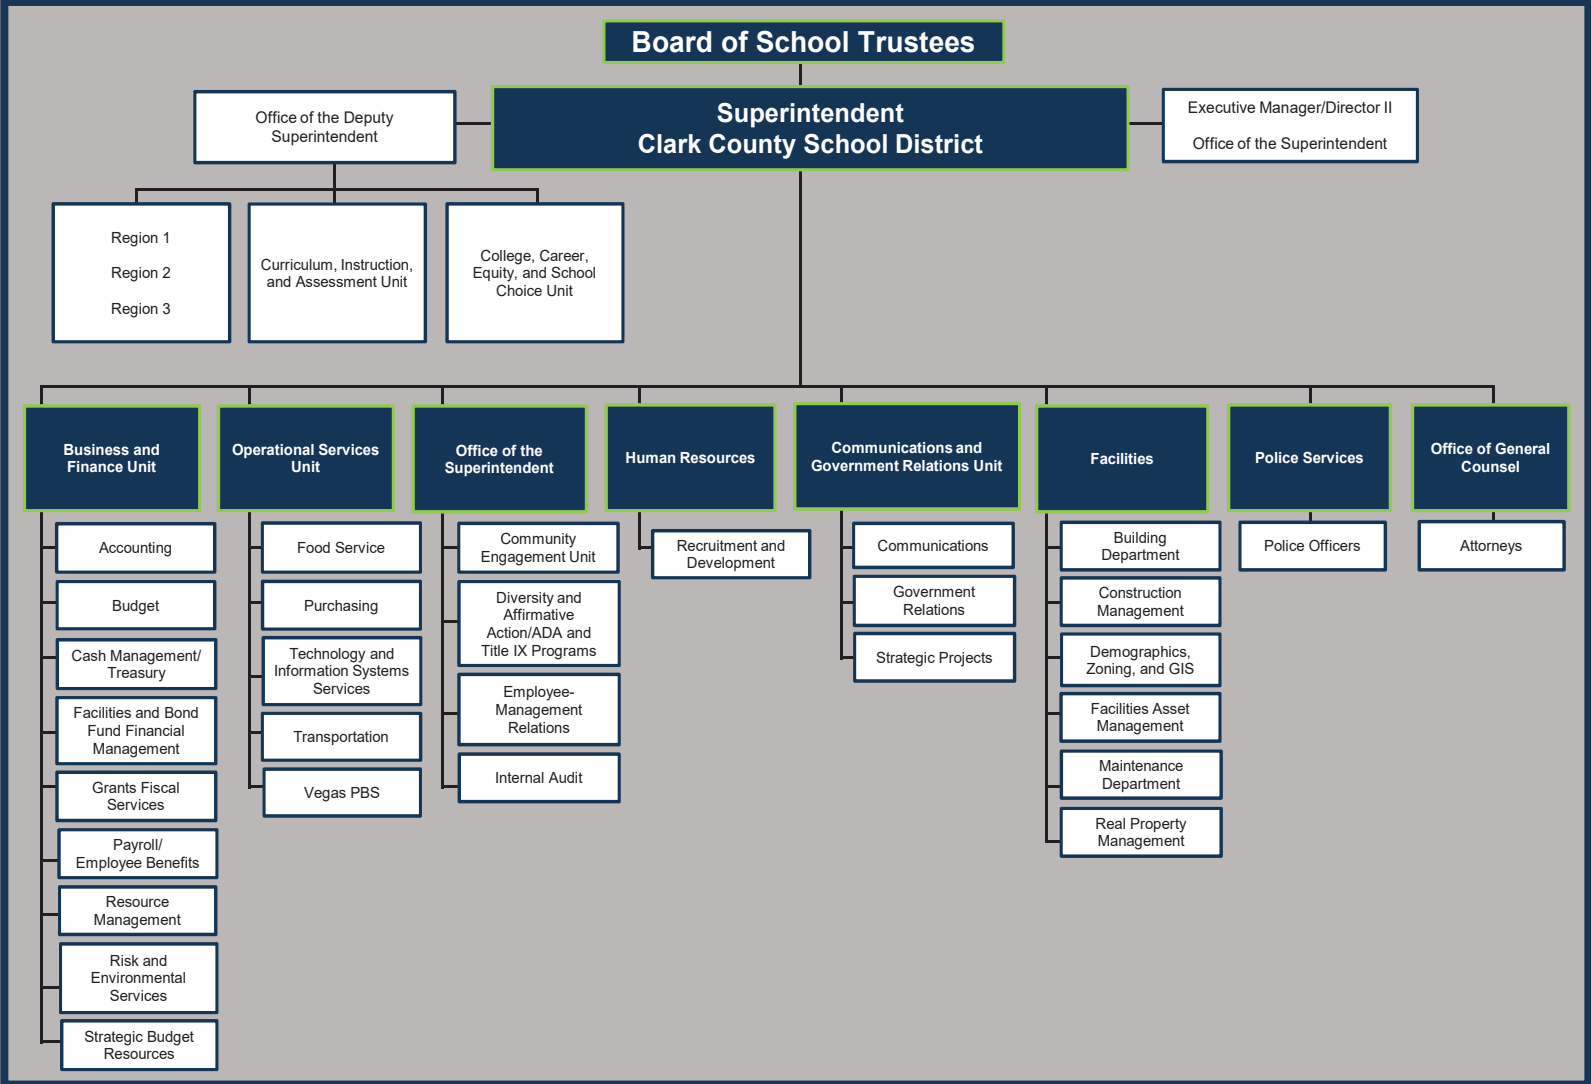 Board of School Trustees
Office of the Deputy
Superintendent
Superintendent
Clark County School District
Executive Manager/Director II
Office of the Superintendent
Region 1
Region 2
Region 3
Curriculum, Instruction,
and Assessment Unit
College, Career,
Equity, and School
Choice Unit
Business and
Finance Unit
Operational Services
Unit
Office of the
Superintendent
Human Resources
Communications and
Government Relations Unit
Facilities
Police Services
Office of General
Counsel
Accounting
Budget
Cash Management/
Treasury
Facilities and Bond
Fund Financial
Management
Grants Fiscal
Services
Payroll/
Employee Benefits
Resource
Management
Risk and
Environmental
Services
Strategic Budget
Resources
Food Service
Purchasing
Technology and
Information Systems
Services
Transportation
Vegas PBS
Community
Engagement Unit
Diversity and
Affirmative
Action/ADA and
Title IX Programs
Employee-
Management
Relations
Internal Audit
Recruitment and
Development
Communications
Government
Relations
Strategic Projects
Building
Department
Construction
Management
Demographics,
Zoning, and GIS
Facilities Asset
Management
Maintenance
Department
Real Property
Management
Police Officers
Attorneys